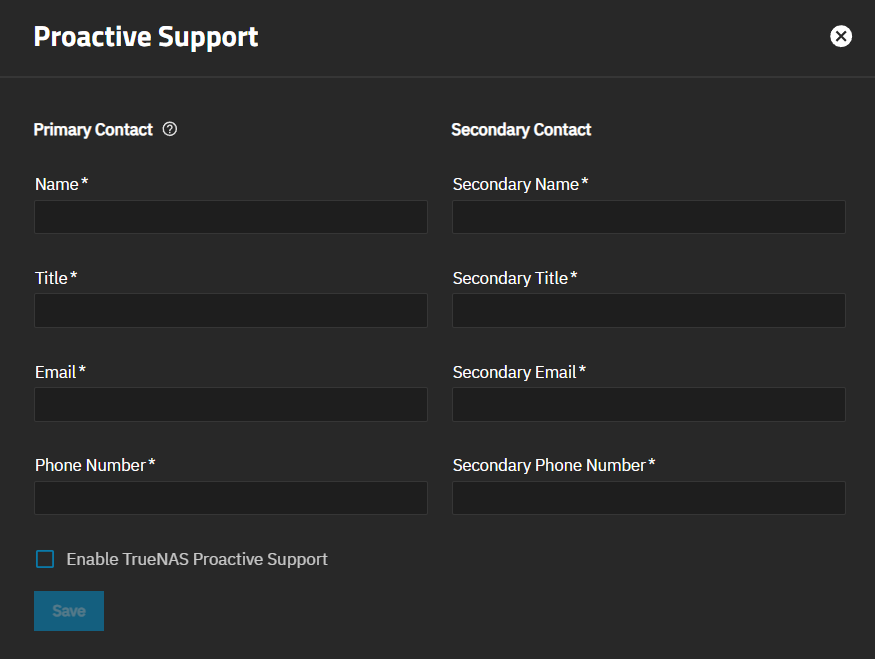 Proactive Support
Primary Contact
Secondary Contact
Name*
Secondary Name*
Title*
Secondary Title*
Email*
Secondary Email*
Phone Number*
Secondary Phone Number*
Enable TrueNAS Proactive Support
Save